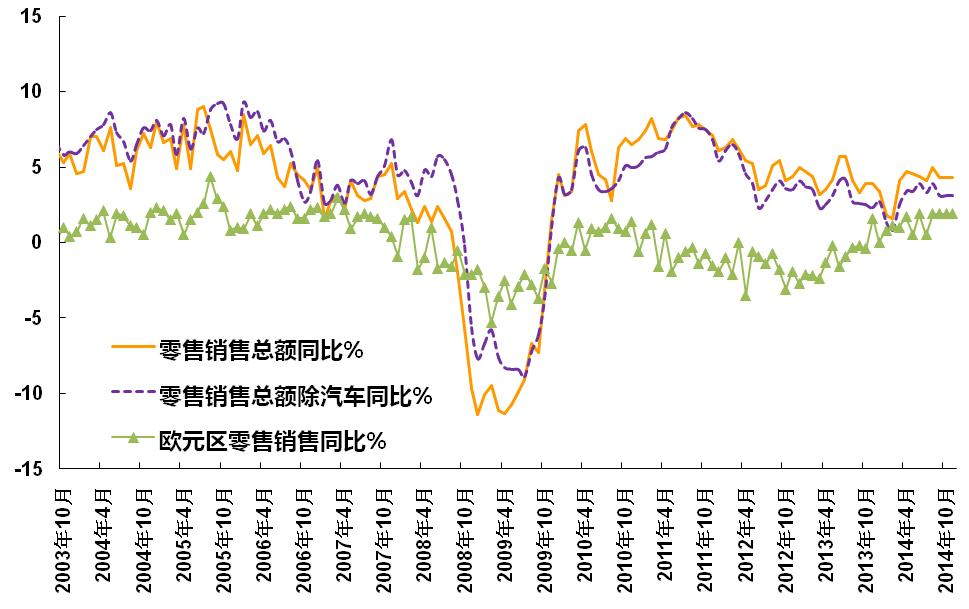 15
10
5
0
-5
-10
-15
零售销售总额同比%
零售销售总额除汽车同比%
欧元区零售销售同比%
2003年10月
2004年4月
2004年10月
2005年4月
2005年10月
2006年4月
2006年10月
2007年4月
2007年10月
2008年4月
2008年10月
2009年4月
2009年10月
2010年4月
2010年10月
2011年4月
2011年10月
2012年4月
2012年10月
2013年4月
2013年10月
2014年4月
2014年10月